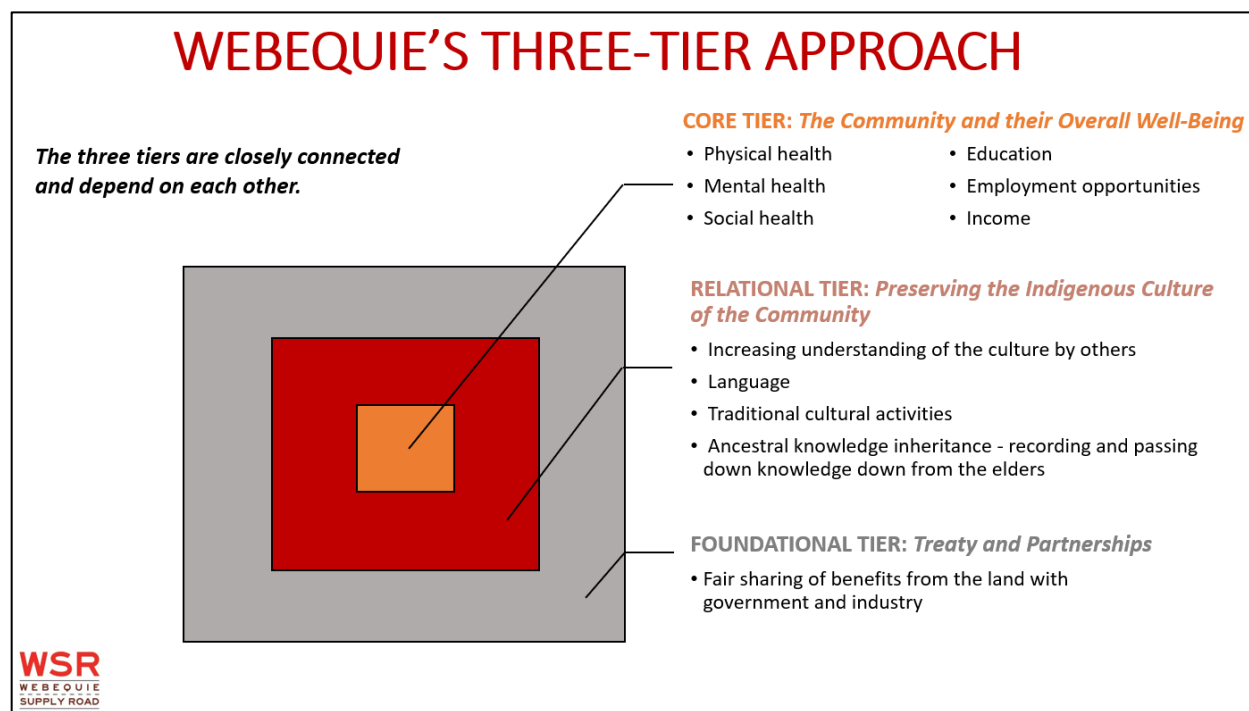 WEBEQUIE'S THREE-TIER APPROACH
The three tiers are closely connected
and depend on each other.
CORE TIER: The Community and their Overall Well-Being
• Physical health
• Mental health
• Social health
• Education
• Employment opportunities
• Income
RELATIONAL TIER: Preserving the Indigenous Culture
of the Community
• Increasing understanding of the culture by others
• Language
• Traditional cultural activities
• Ancestral knowledge inheritance - recording and passing
down knowledge down from the elders
FOUNDATIONAL TIER: Treaty and Partnerships
• Fair sharing of benefits from the land with
government and industry
WSR
WEBEQUIE
SUPPLY ROAD